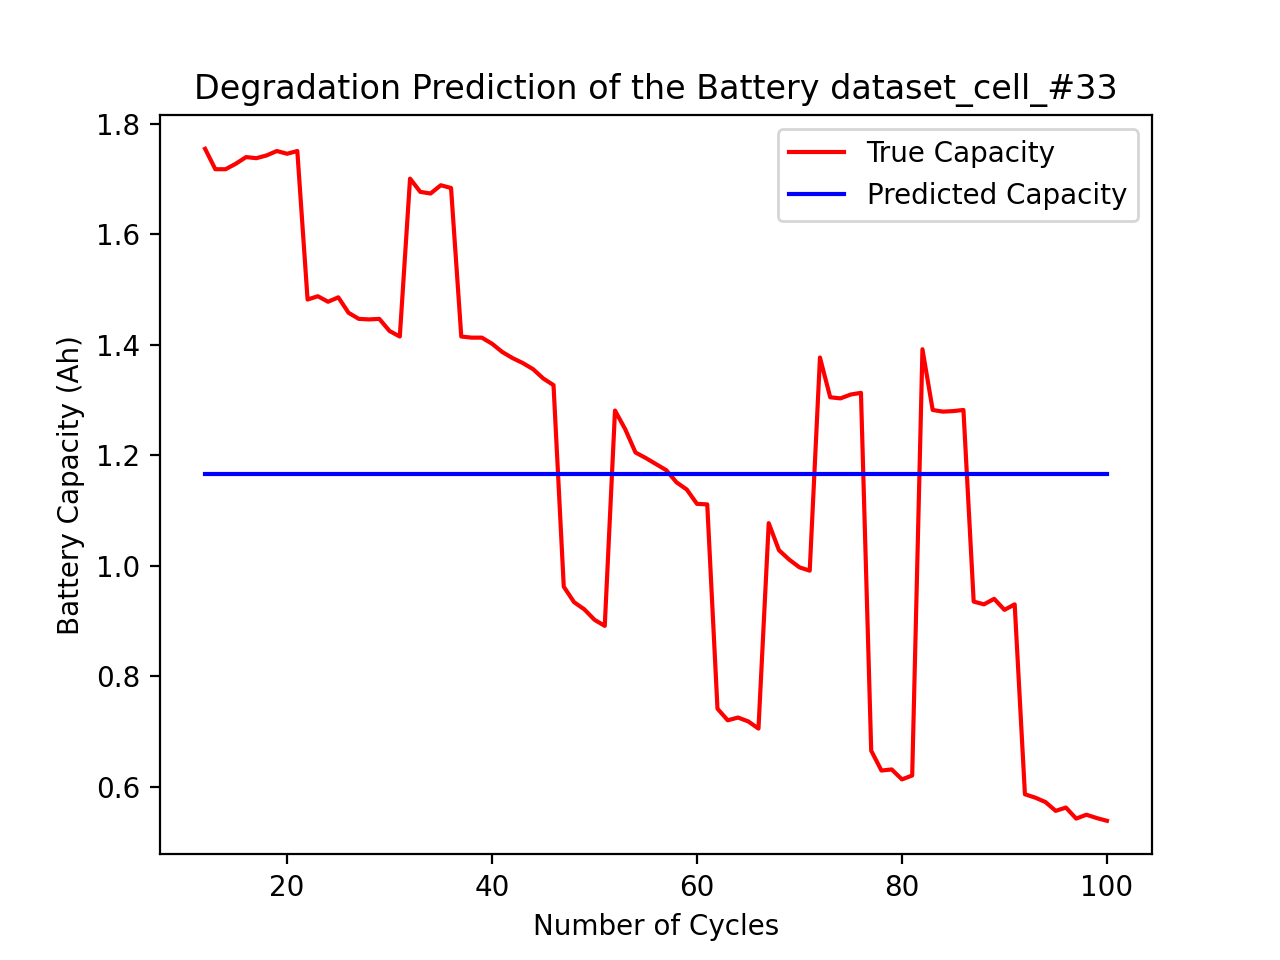 Degradation Prediction of the Battery dataset_cell_#33
True Capacity
Predicted Capacity
Battery Capacity (Ah)
1.8
1.6
1.4
1.2
1.0
0.8
0.6
20 40 60 80 100
Number of Cycles